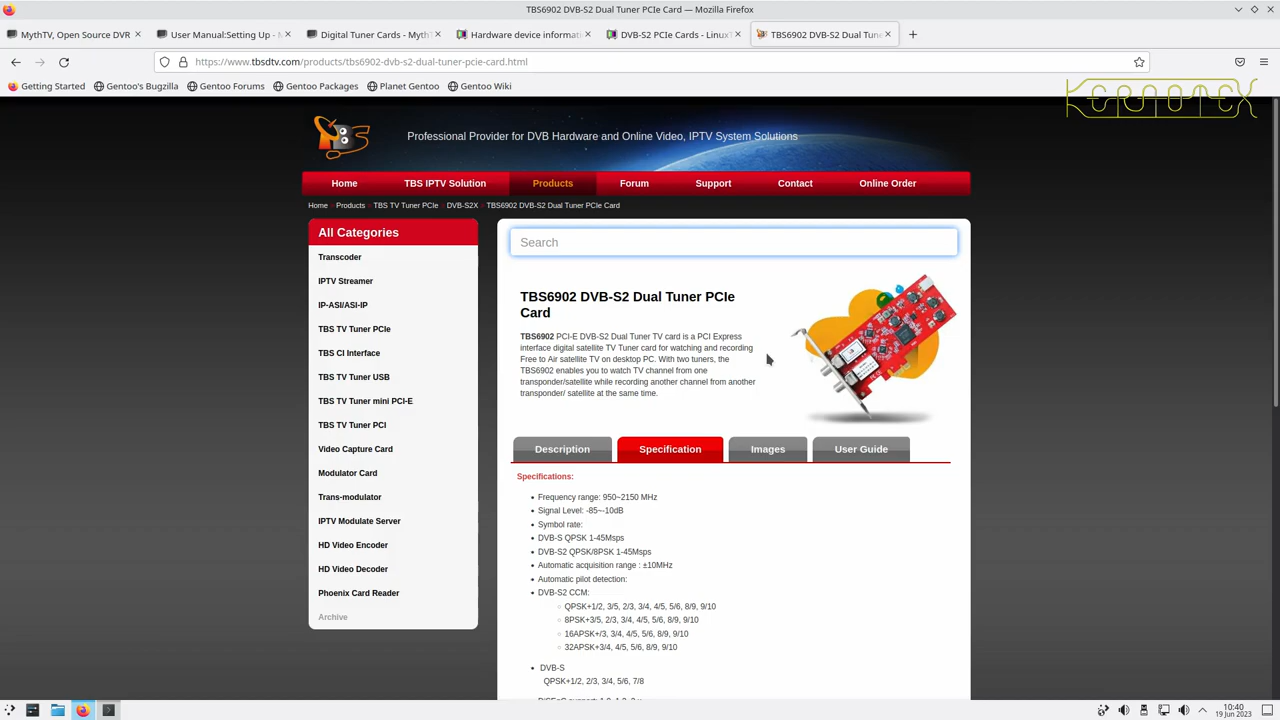 TBS6902 DVB-S2 Dual Tuner PCIe Card — Mozilla Firefox
MythTV, Open Source DVR
User Manual:Setting Up -
Digital Tuner Cards - MythT
Hardware device informati
DVB-S2 PCIe Cards - LinuxT
TBS6902 DVB-S2 Dual Tune
https://www.tbsdtv.com/products/tbs6902-dvb-s2-dual-tuner-pcie-card.html
Getting Started
Gentoo's Bugzilla
Gentoo Forums
Gentoo Packages
Planet Gentoo
Gentoo Wiki
Professional Provider for DVB Hardware and Online Video, IPTV System Solutions
Home
TBS IPTV Solution
Products
Forum
Support
Contact
Online Order
Home Products TBS TV Tuner PCIe DVB-S2X TBS6902 DVB-S2 Dual Tuner PCIe Card
All Categories
Transcoder
IPTV Streamer
IP-ASI/ASI-IP
TBS TV Tuner PCIe
TBS CI Interface
TBS TV Tuner USB
TBS TV Tuner mini PCI-E
TBS TV Tuner PCI
Video Capture Card
Modulator Card
Trans-modulator
IPTV Modulate Server
HD Video Encoder
HD Video Decoder
Phoenix Card Reader
Archive
Search
TBS6902 DVB-S2 Dual Tuner PCIe
Card
TBS6902 PCI-E DVB-S2 Dual Tuner TV card is a PCI Express
interface digital satellite TV Tuner card for watching and recording
Free to Air satellite TV on desktop PC. With two tuners, the
TBS6902 enables you to watch TV channel from one
transponder/satellite while recording another channel from another
transponder/ satellite at the same time.
Description
Specification
Images
User Guide
Specifications:
Frequency range: 950~2150 MHz
Signal Level: -85~-10dB
Symbol rate:
DVB-S QPSK 1-45Msps
DVB-S2 QPSK/8PSK 1-45Msps
Automatic acquisition range : ±10MHz
Automatic pilot detection:
DVB-S2 CCM:
QPSK+1/2, 3/5, 2/3, 3/4, 4/5, 5/6, 8/9, 9/10
8PSK+3/5, 2/3, 3/4, 4/5, 5/6, 8/9, 9/10
16APSK+/3, 3/4, 4/5, 5/6, 8/9, 9/10
32APSK+3/4, 4/5, 5/6, 8/9, 9/10
DVB-S
QPSK+1/2, 2/3, 3/4, 5/6, 7/8
10:40
19 Jun 2023